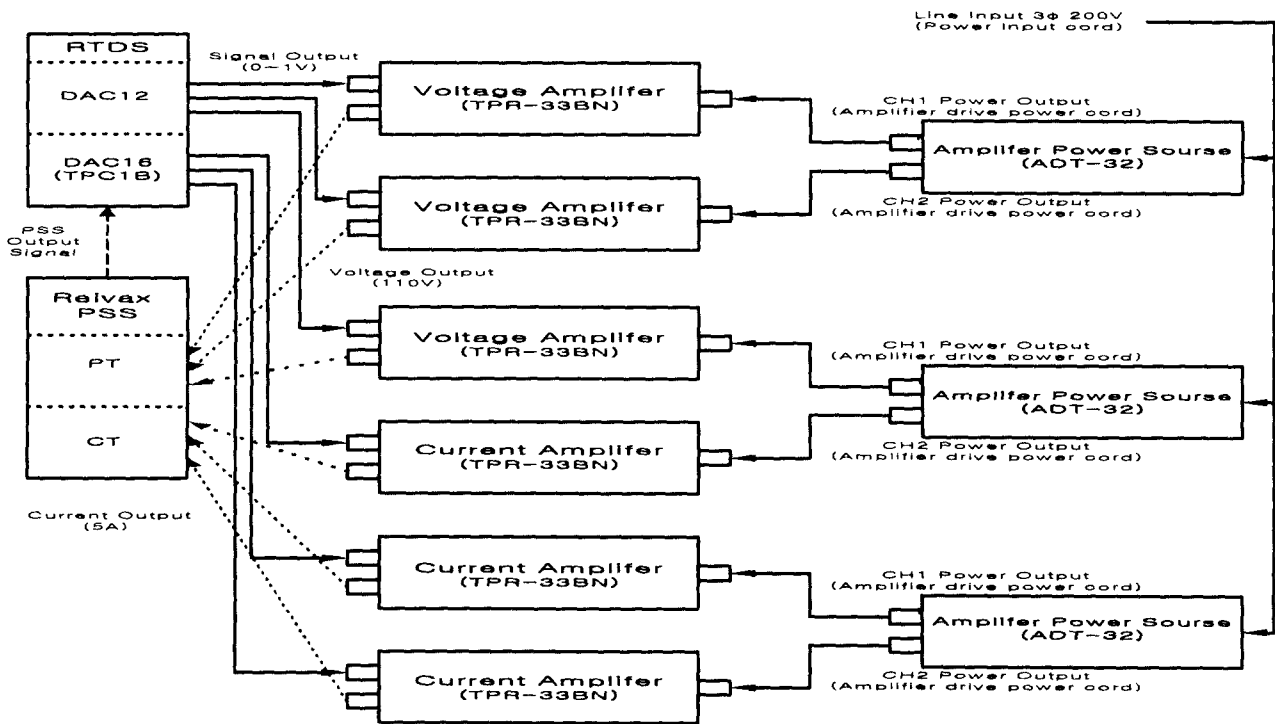 RTDS
DAC12
DAC16
(TPC1B)
PSS
Output
Signal
Relvax
PSS
PT
CT
Current Output
(5A)
Signal Output
(0~1V)
Voltage Amplifer
(TPR-33BN)
Voltage Amplifer
(TPR-33BN)
Voltage Output
(110V)
Voltage Amplifer
(TPR-33BN)
Current Amplifer
(TPR-33BN)
Current Amplifer
(TPR-33BN)
Current Amplifer
(TPR-33BN)
Line Input 3Φ 200V
(Power Input cord)
CH1 Power Output
(Amplifier drive power cord)
Amplifer Power Sourse
(ADT-32)
CH2 Power Output
(Amplifier drive power cord)
CH1 Power Output
(Amplifier drive power cord)
Amplifer Power Sourse
(ADT-32)
CH2 Power Output
(Amplifier drive power cord)
CH1 Power Output
(Amplifier drive power cord)
Amplifer Power Sourse
(ADT-32)
CH2 Power Output
(Amplifier drive power cord)